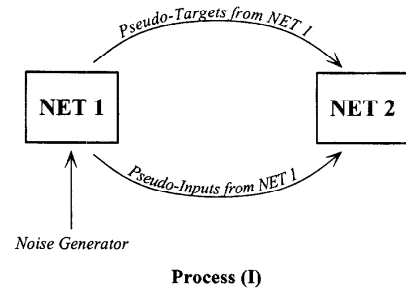 Pseudo-Targets from NET 1
NET 1
NET 2
Pseudo-Inputs from NET 1
Noise Generator
Process (I)